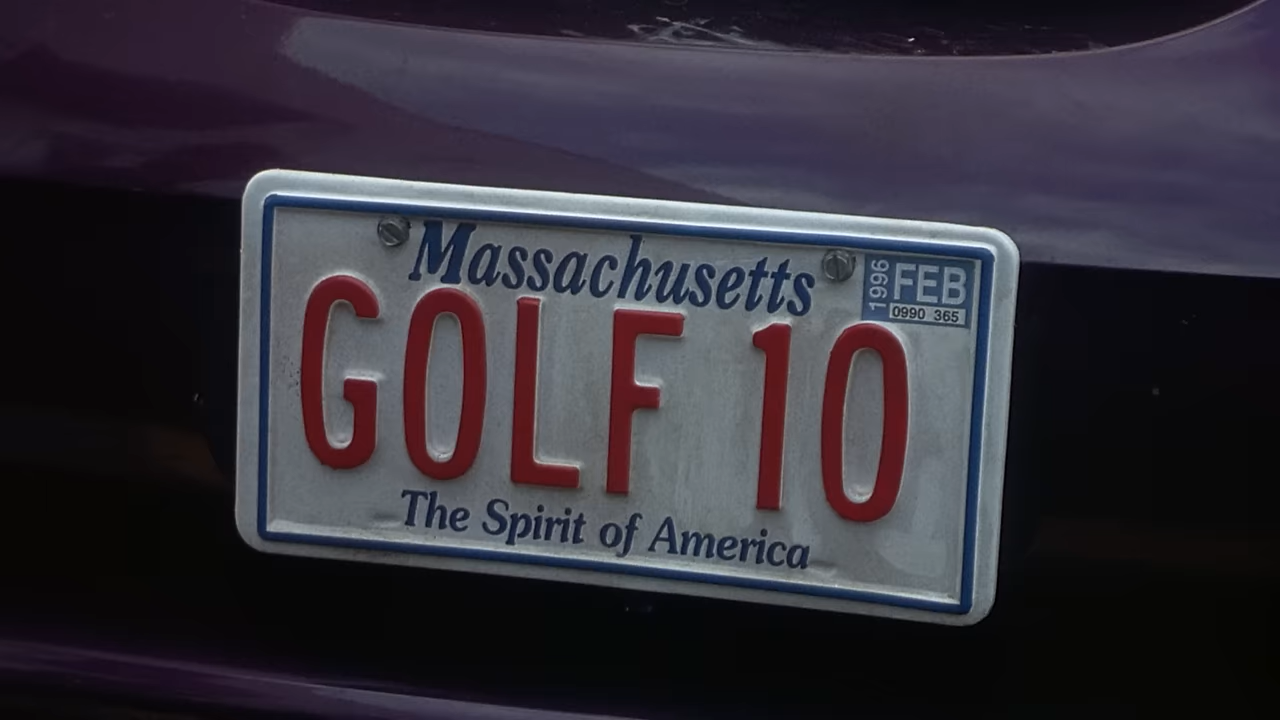 Massachusetts
1996
FEB
0990 365
GOLF 10
The Spirit of America